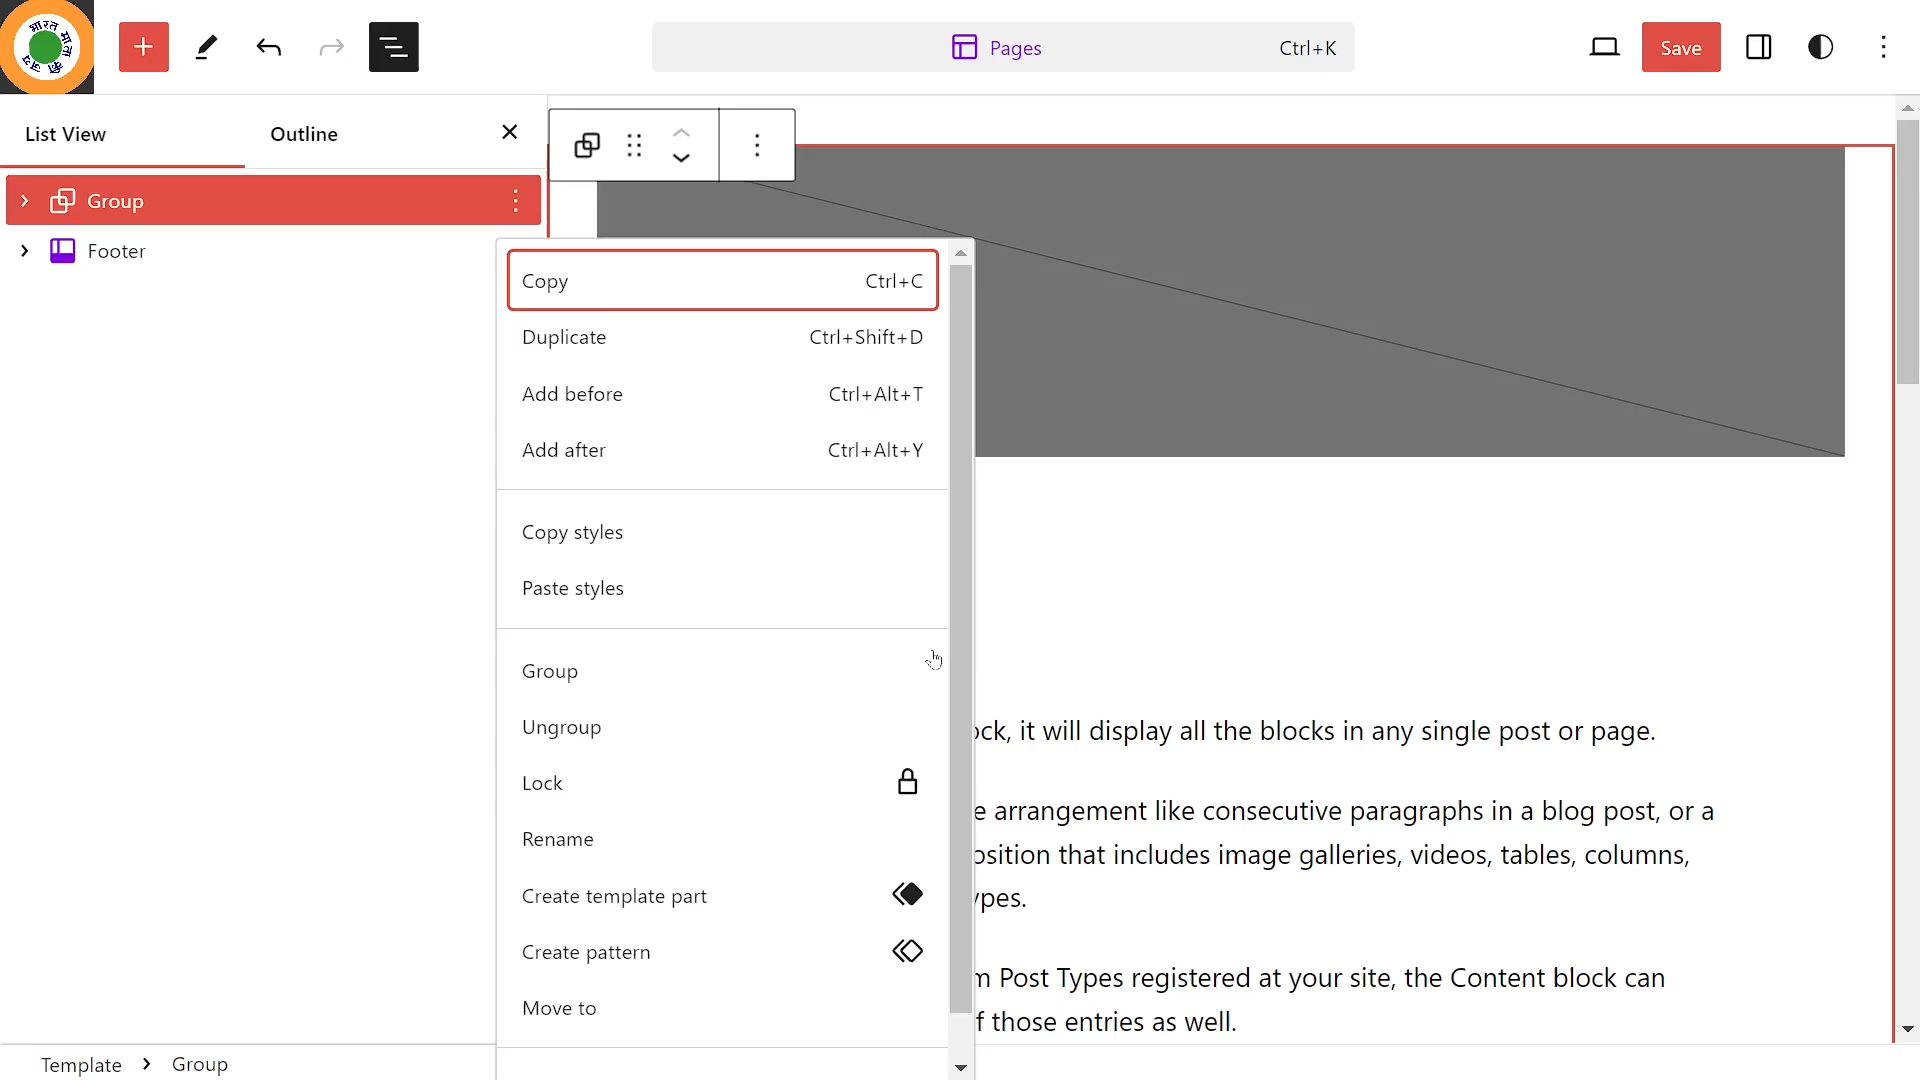 भारत माता की जय
Pages
Ctrl+K
Save
List View
Outline
Group
Footer
Copy Ctrl+C
Duplicate Ctrl+Shift+D
Add before Ctrl+Alt+T
Add after Ctrl+Alt+Y
Copy styles
Paste styles
Group
Ungroup
Lock
Rename
Create template part
Create pattern
Move to
ock, it will display all the blocks in any single post or page.
e arrangement like consecutive paragraphs in a blog post, or a
osition that includes image galleries, videos, tables, columns,
ypes.
m Post Types registered at your site, the Content block can
f those entries as well.
Template
Group